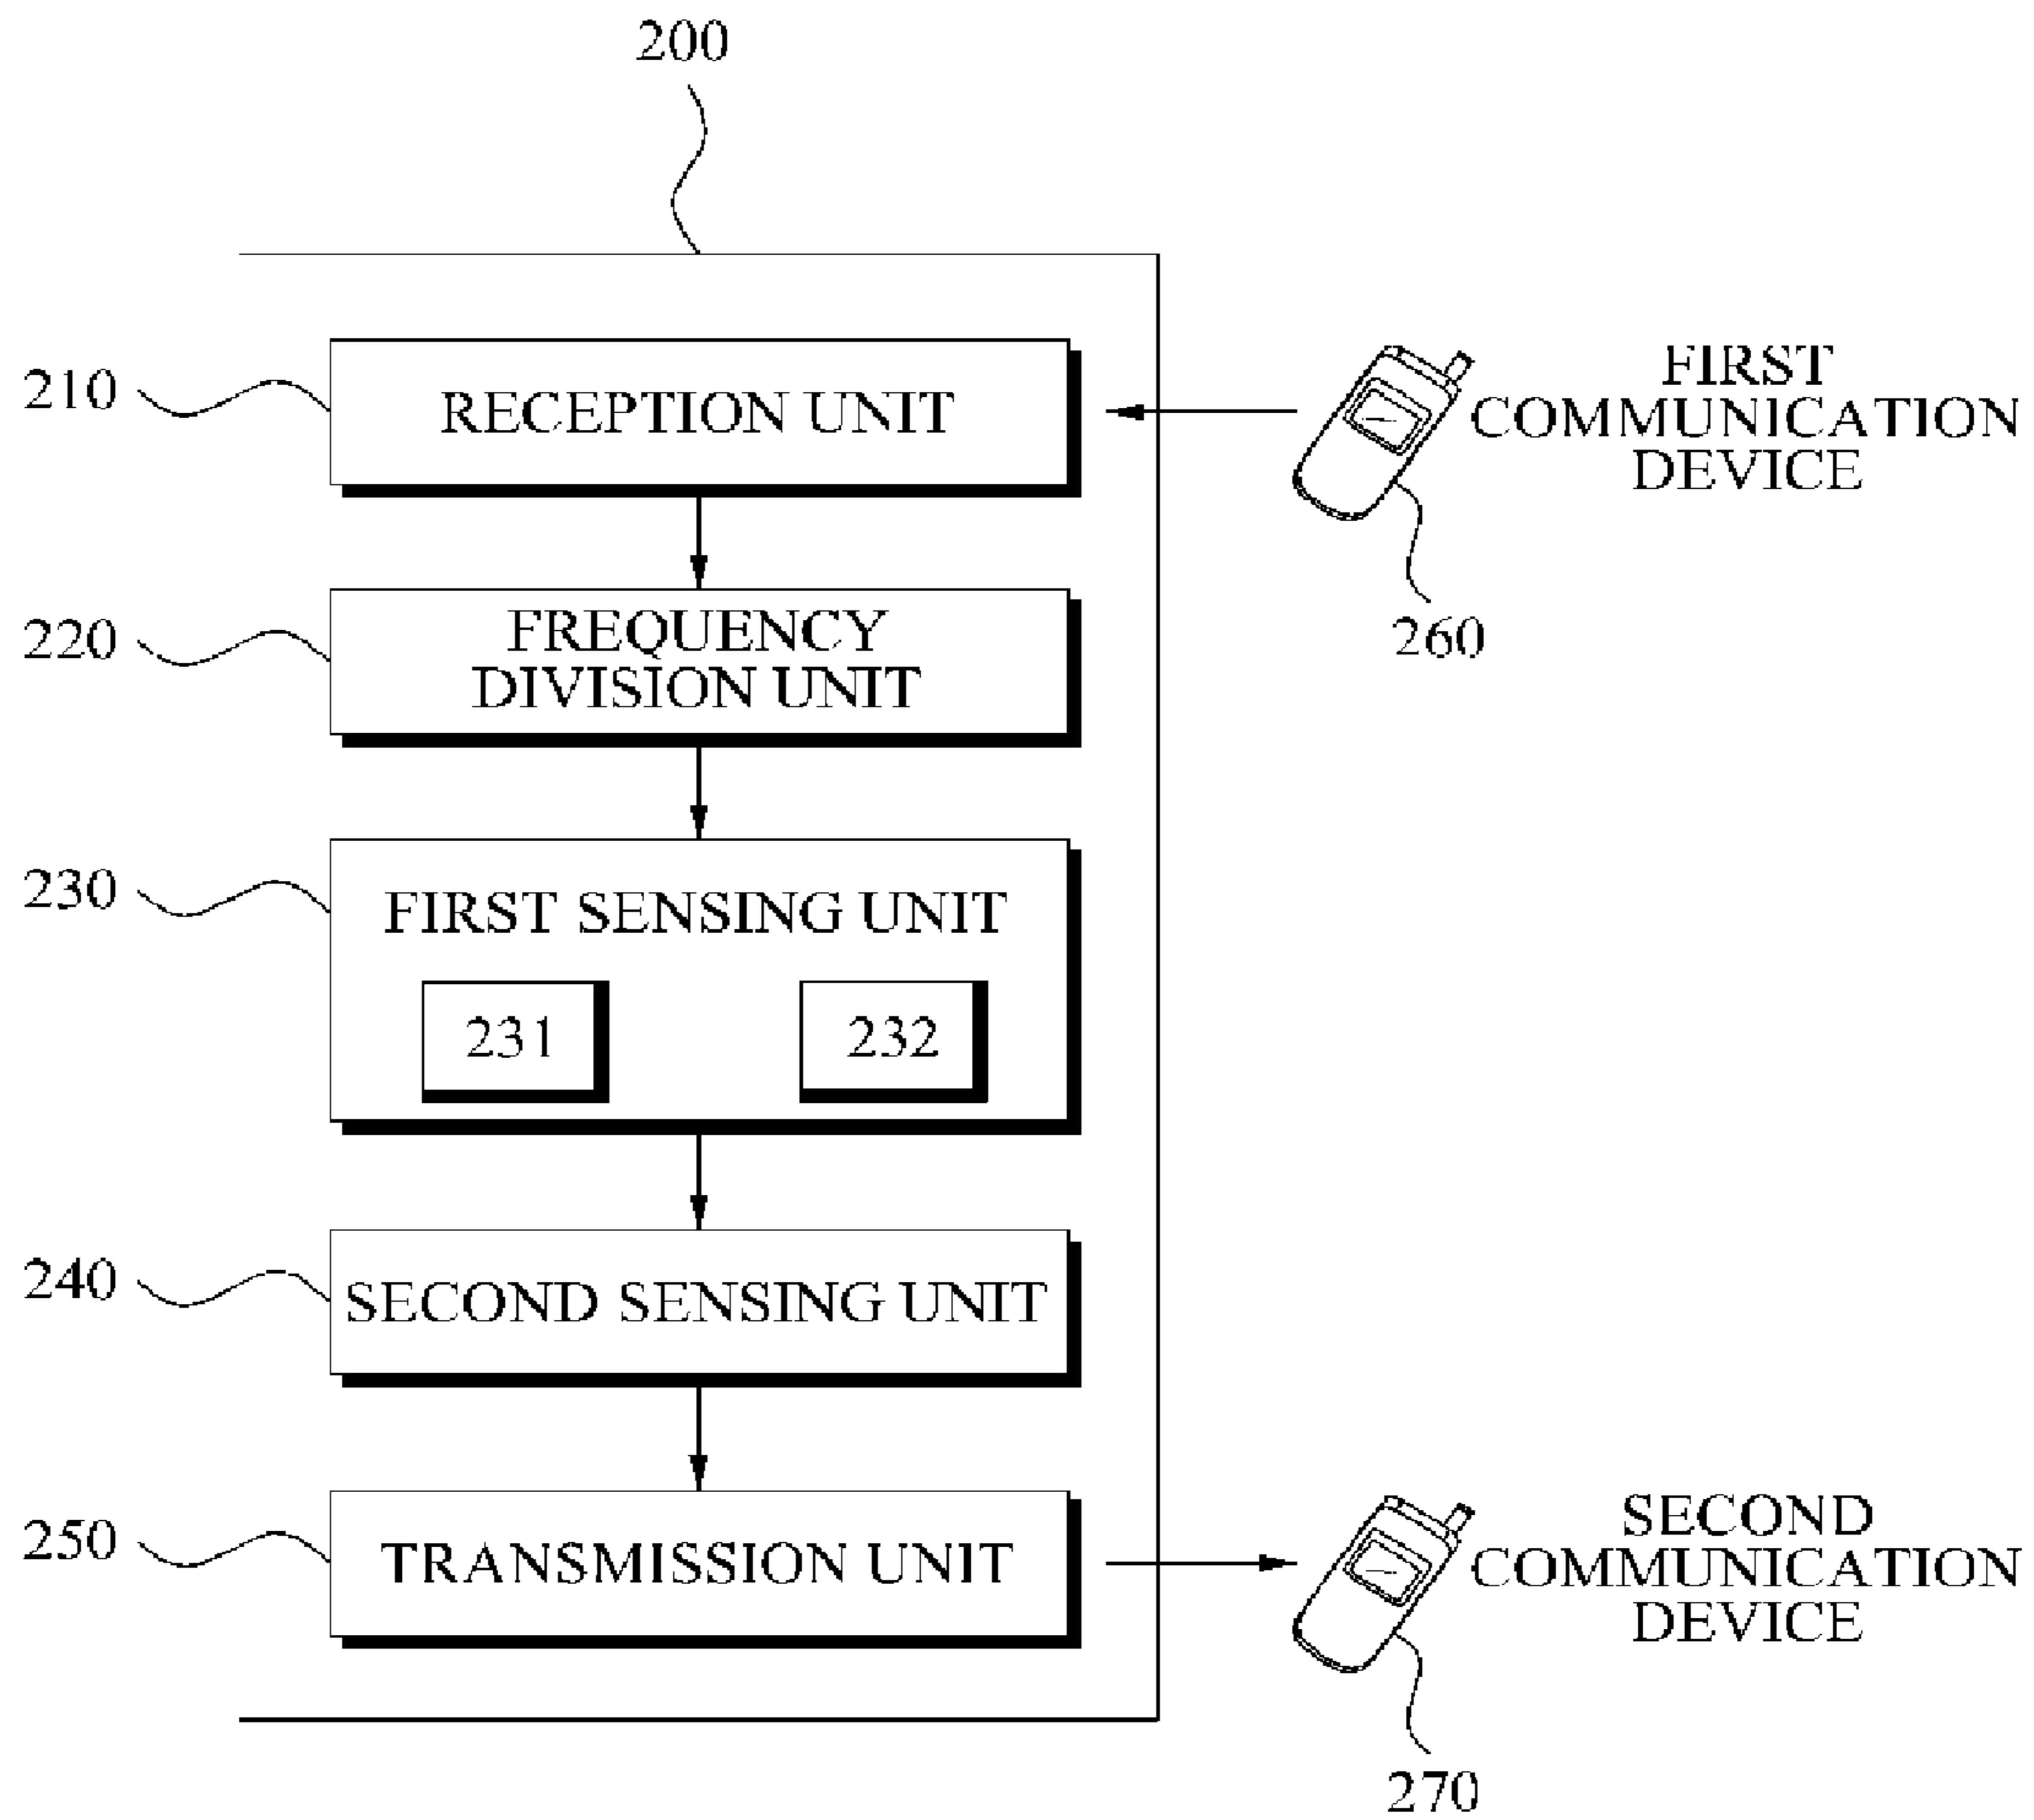 200
210
RECEPTION UNIT
FIRST
COMMUNICATION
DEVICE
260
220
FREQUENCY
DIVISION UNIT
230
FIRST SENSING UNIT
231
232
240
SECOND SENSING UNIT
250
TRANSMISSION UNIT
SECOND
COMMUNICATION
DEVICE
270